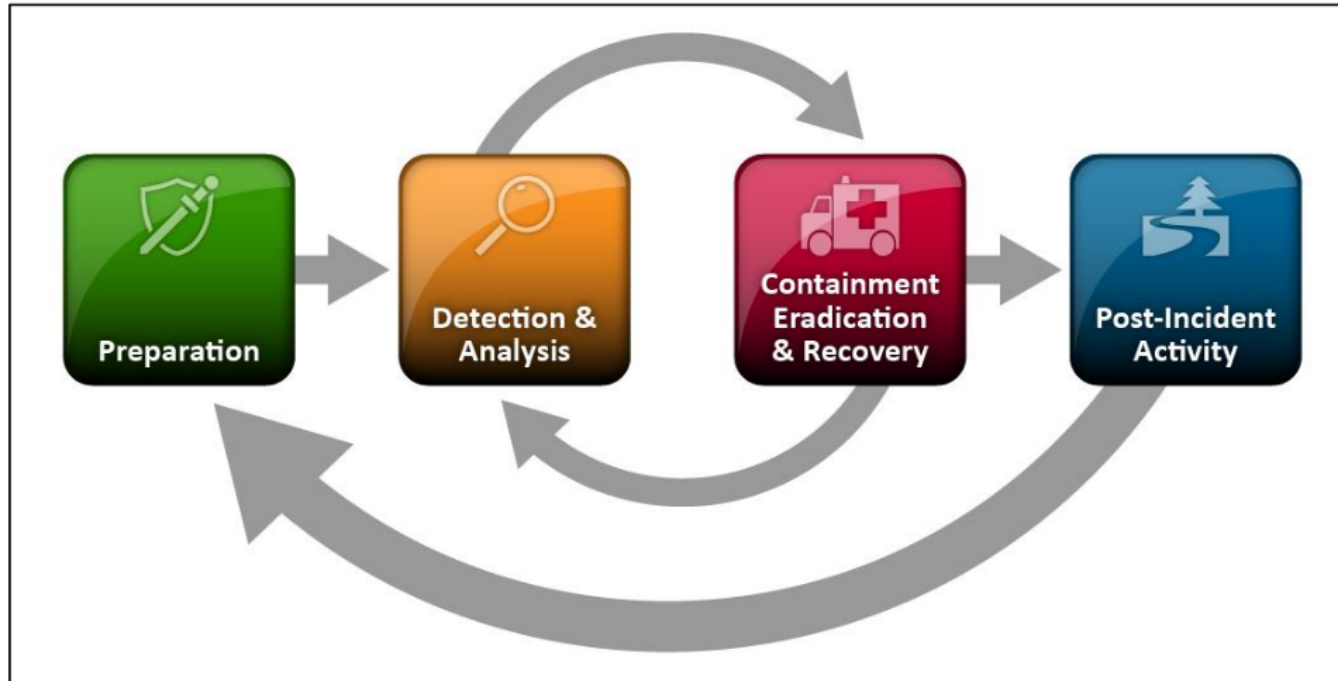 Preparation
Detection &
Analysis
Containment
Eradication
& Recovery
Post-Incident
Activity